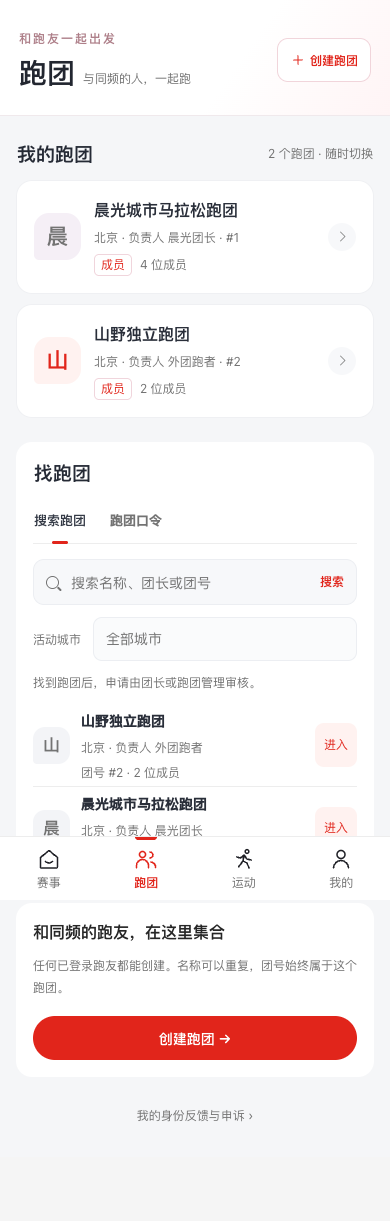 和跑友一起出发
跑团 与同频的人，一起跑
＋ 创建跑团
我的跑团
2 个跑团 · 随时切换
晨
晨光城市马拉松跑团
北京 · 负责人 晨光团长 · #1
成员 4 位成员
山
山野独立跑团
北京 · 负责人 外团跑者 · #2
成员 2 位成员
找跑团
搜索跑团 跑团口令
搜索名称、团长或团号 搜索
活动城市 全部城市
找到跑团后，申请由团长或跑团管理审核。
山
山野独立跑团
北京 · 负责人 外团跑者
团号 #2 · 2 位成员
进入
晨
晨光城市马拉松跑团
北京 · 负责人 晨光团长
进入
赛事 跑团 运动 我的
和同频的跑友，在这里集合
任何已登录跑友都能创建。名称可以重复，团号始终属于这个
跑团。
创建跑团 →
我的身份反馈与申诉 ›